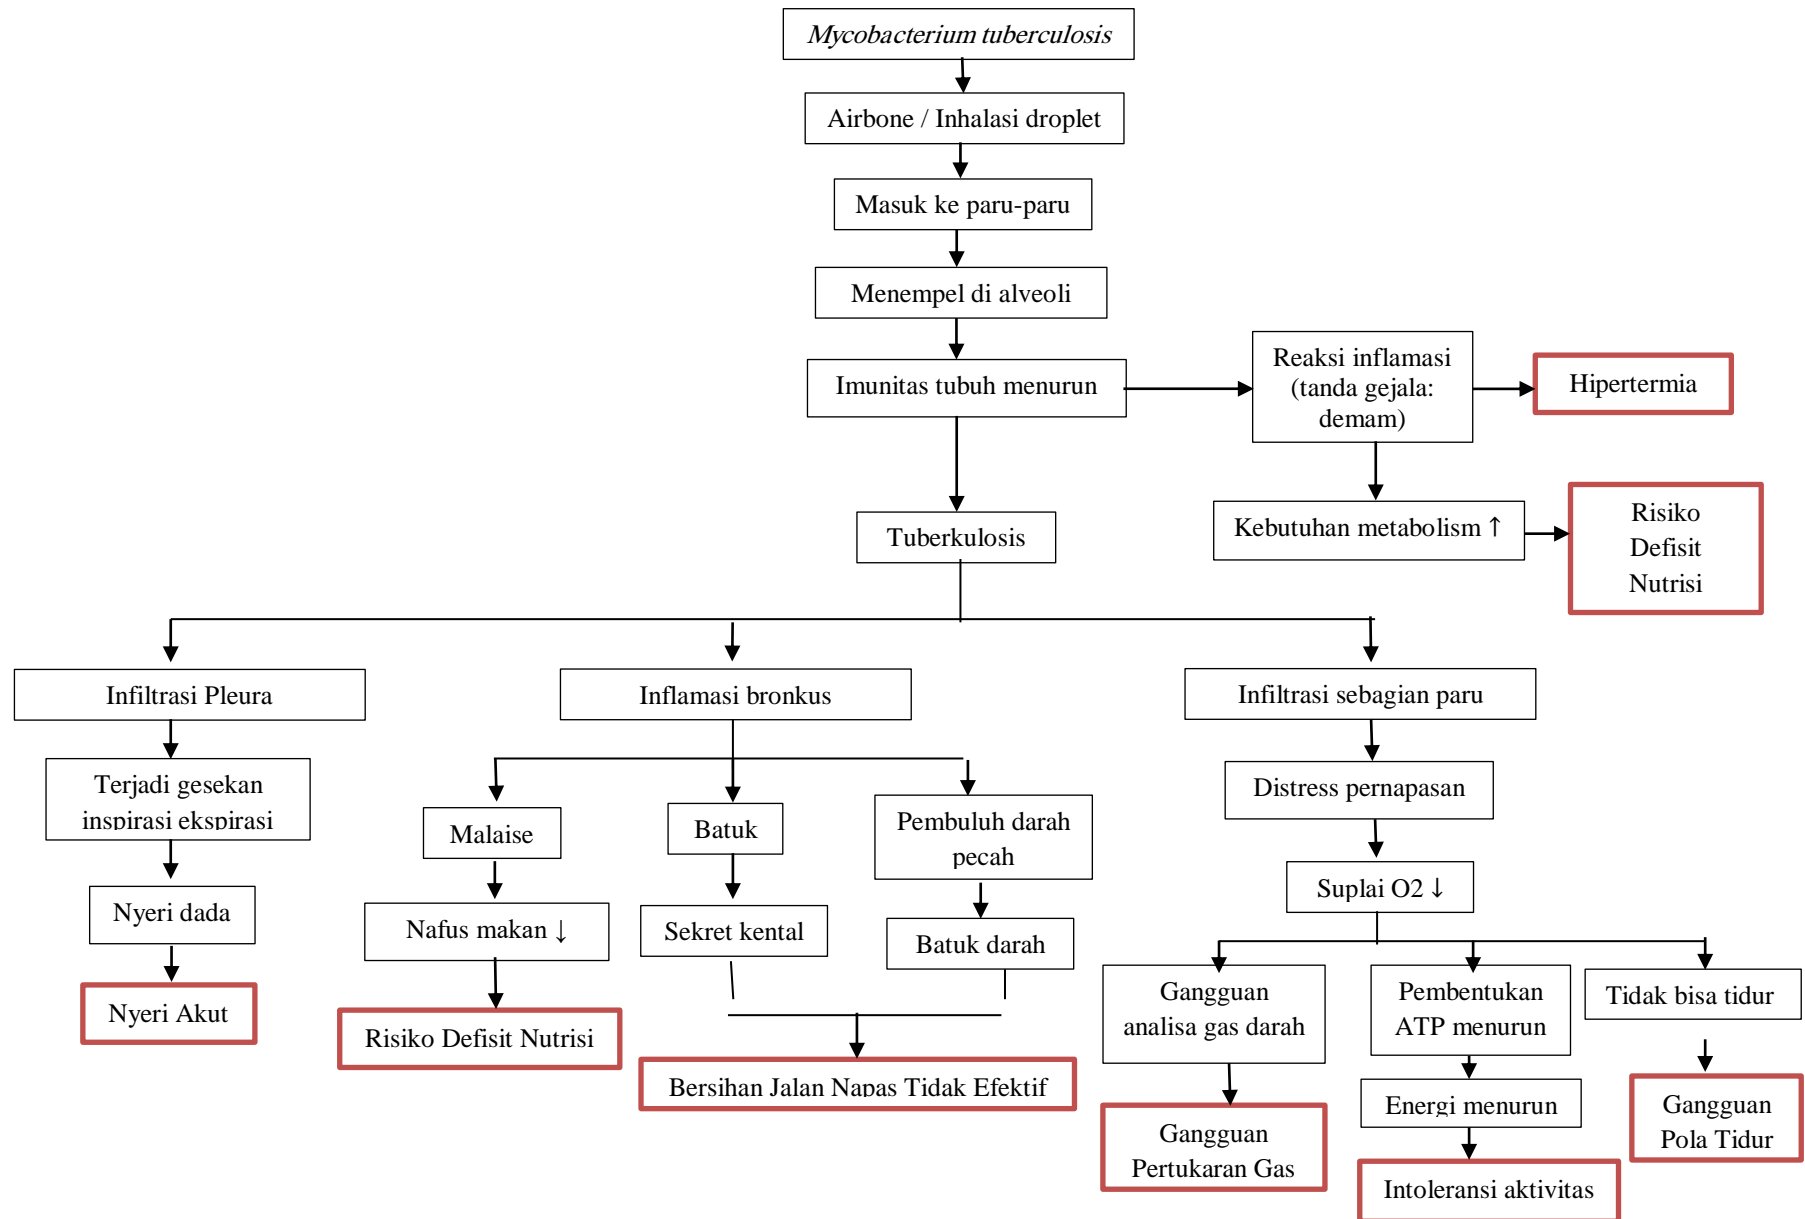 Mycobacterium tuberculosis
Airbone / Inhalasi droplet
Masuk ke paru-paru
Menempel di alveoli
Imunitas tubuh menurun
Reaksi inflamasi
(tanda gejala:
demam)
Hipertermia
Kebutuhan metabolism ↑
Risiko
Defisit
Nutrisi
Tuberkulosis
Infiltrasi Pleura
Inflamasi bronkus
Infiltrasi sebagian paru
Terjadi gesekan
inspirasi ekspirasi
Nyeri dada
Nyeri Akut
Malaise
Nafus makan ↓
Risiko Defisit Nutrisi
Batuk
Sekret kental
Pembuluh darah
pecah
Batuk darah
Bersihan Jalan Napas Tidak Efektif
Distress pernapasan
Suplai O2 ↓
Gangguan
analisa gas darah
Gangguan
Pertukaran Gas
Pembentukan
ATP menurun
Energi menurun
Intoleransi aktivitas
Tidak bisa tidur
Gangguan
Pola Tidur